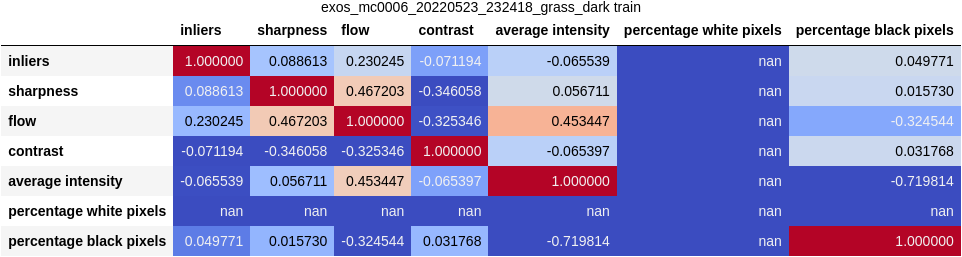 exos_mc0006_20220523_232418_grass_dark train
inliers sharpness flow contrast average intensity percentage white pixels percentage black pixels
inliers 1.000000 0.088613 0.230245 -0.071194 -0.065539 nan 0.049771
sharpness 0.088613 1.000000 0.467203 -0.346058 0.056711 nan 0.015730
flow 0.230245 0.467203 1.000000 -0.325346 0.453447 nan -0.324544
contrast -0.071194 -0.346058 -0.325346 1.000000 -0.065397 nan 0.031768
average intensity -0.065539 0.056711 0.453447 -0.065397 1.000000 nan -0.719814
percentage white pixels nan nan nan nan nan nan nan
percentage black pixels 0.049771 0.015730 -0.324544 0.031768 -0.719814 nan 1.000000